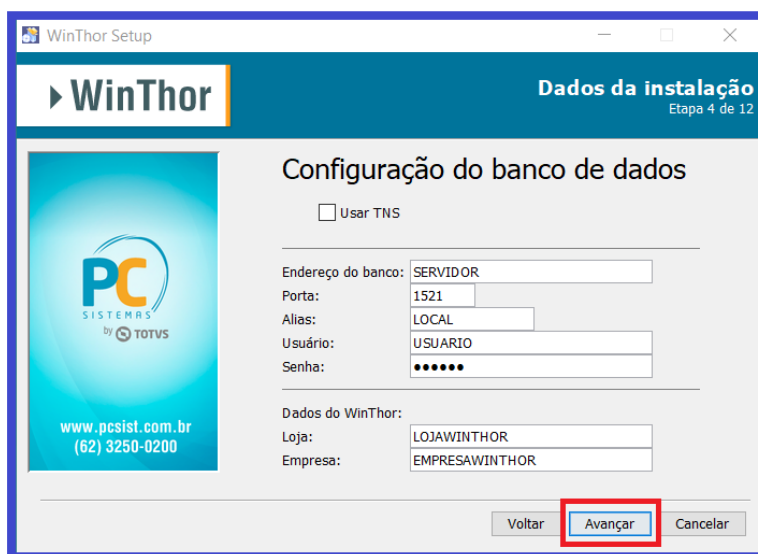 WinThor Setup
WinThor
Dados da instalação
Etapa 4 de 12
PC
SISTEMAS
by TOTVS
www.pcsist.com.br
(62) 3250-0200
Configuração do banco de dados
Usar TNS
Endereço do banco: SERVIDOR
Porta: 1521
Alias: LOCAL
Usuário: USUARIO
Senha: ●●●●●●
Dados do WinThor:
Loja: LOJAWINTHOR
Empresa: EMPRESAWINTHOR
Voltar Avançar Cancelar